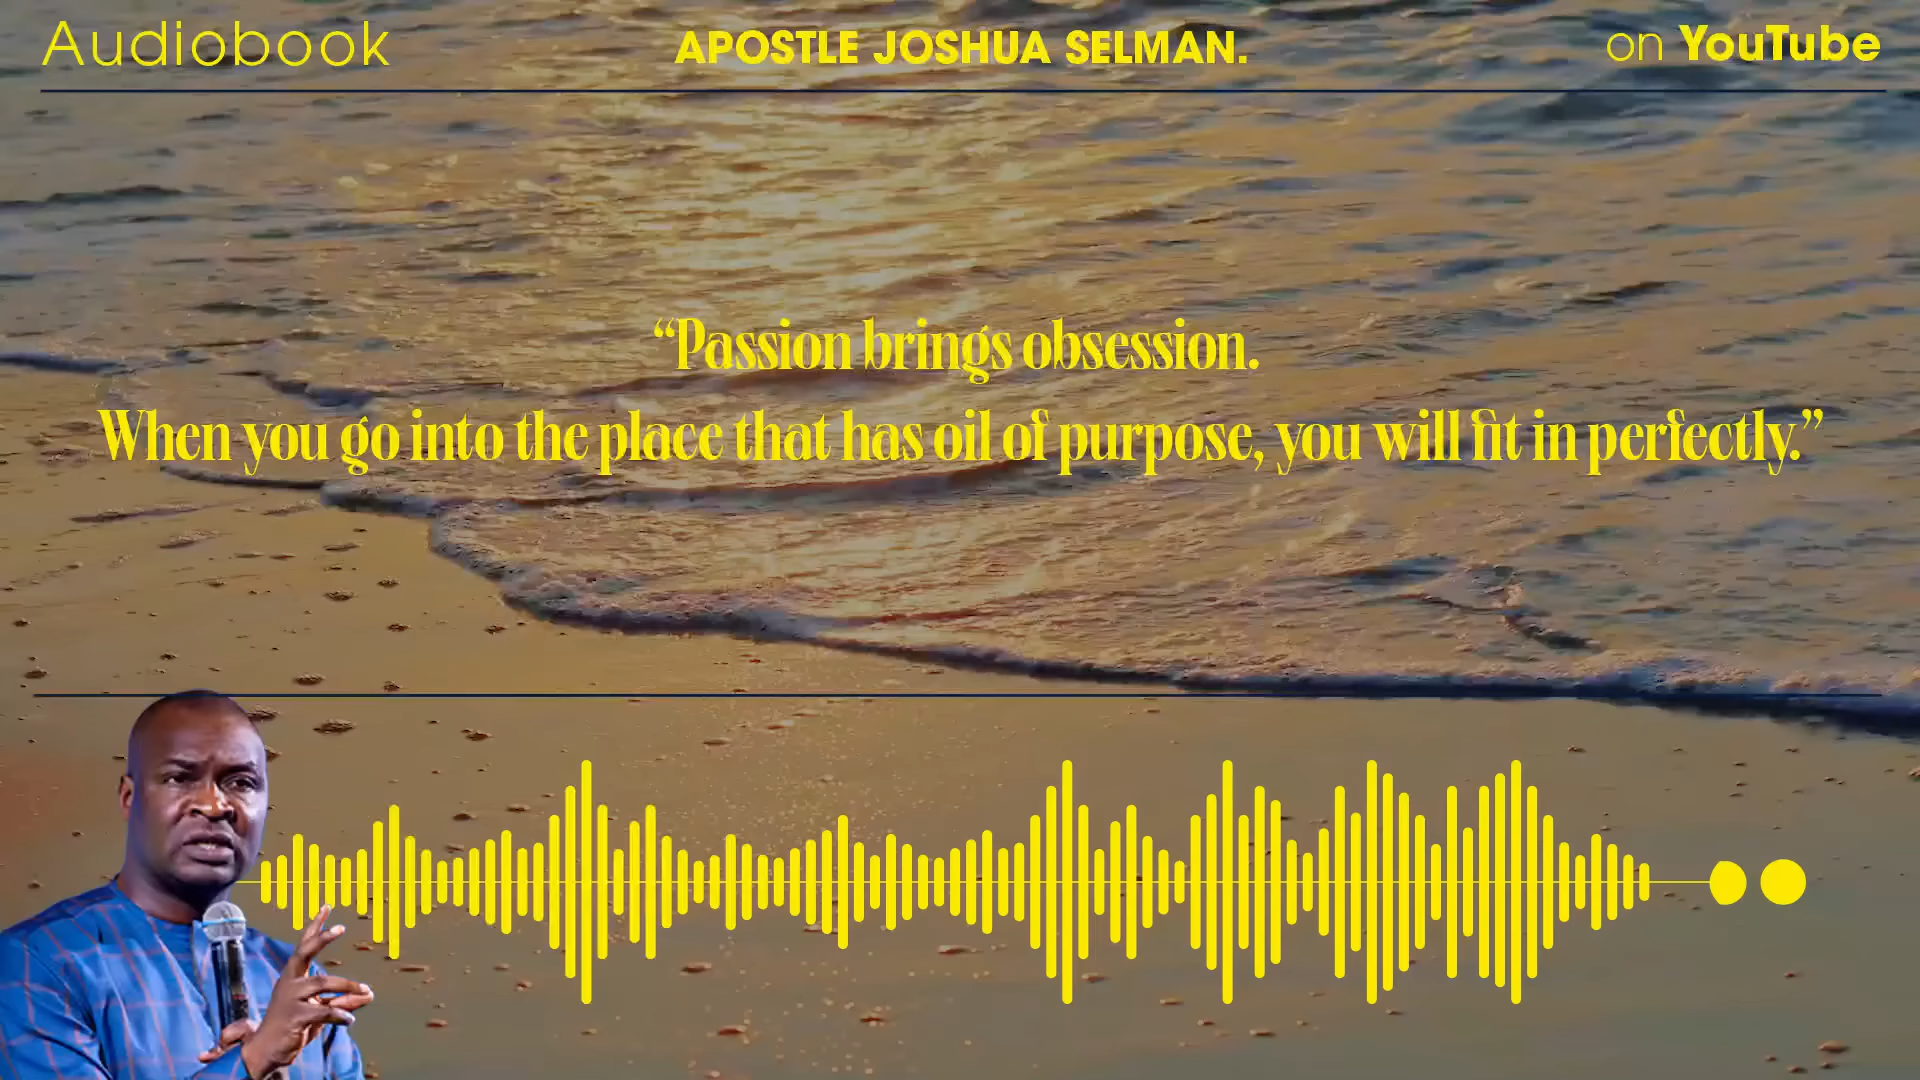 Audiobook
APOSTLE JOSHUA SELMAN.
on YouTube
“Passion brings obsession.
When you go into the place that has oil of purpose, you will fit in perfectly.”